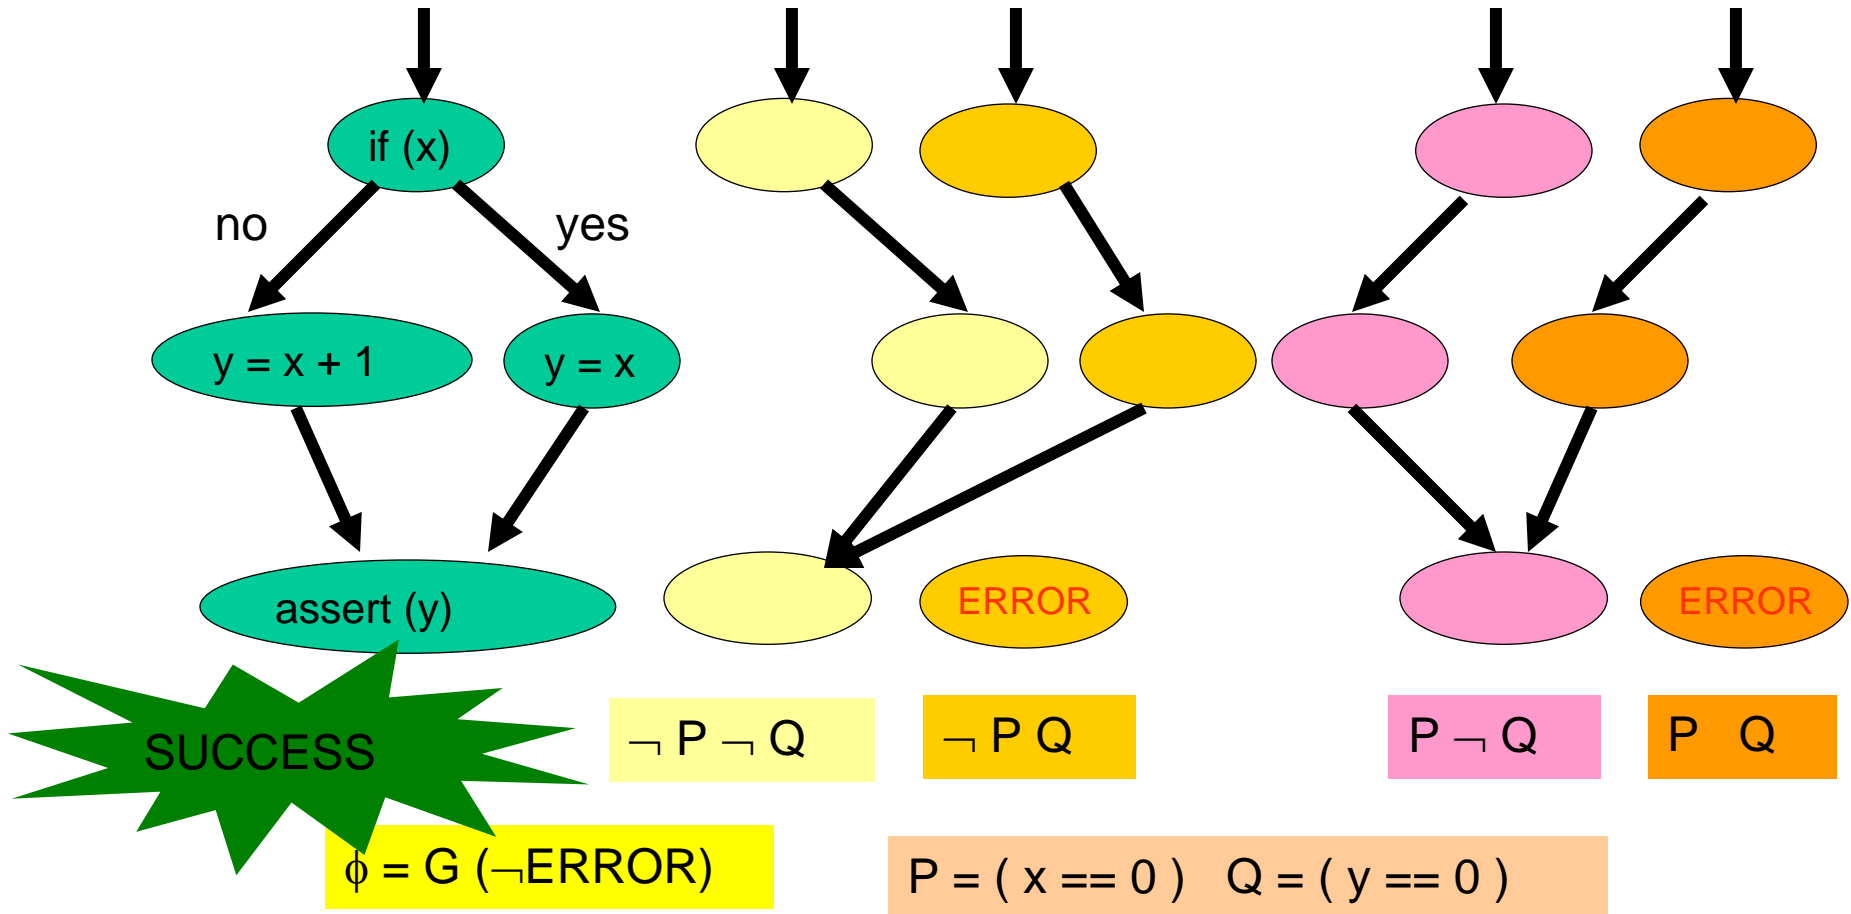 if (x)
no
yes
y = x + 1
y = x
assert (y)
ERROR
ERROR
SUCCESS
¬ P ¬ Q
¬ P Q
P ¬ Q
P Q
ϕ = G (¬ERROR)
P = ( x == 0 ) Q = ( y == 0 )